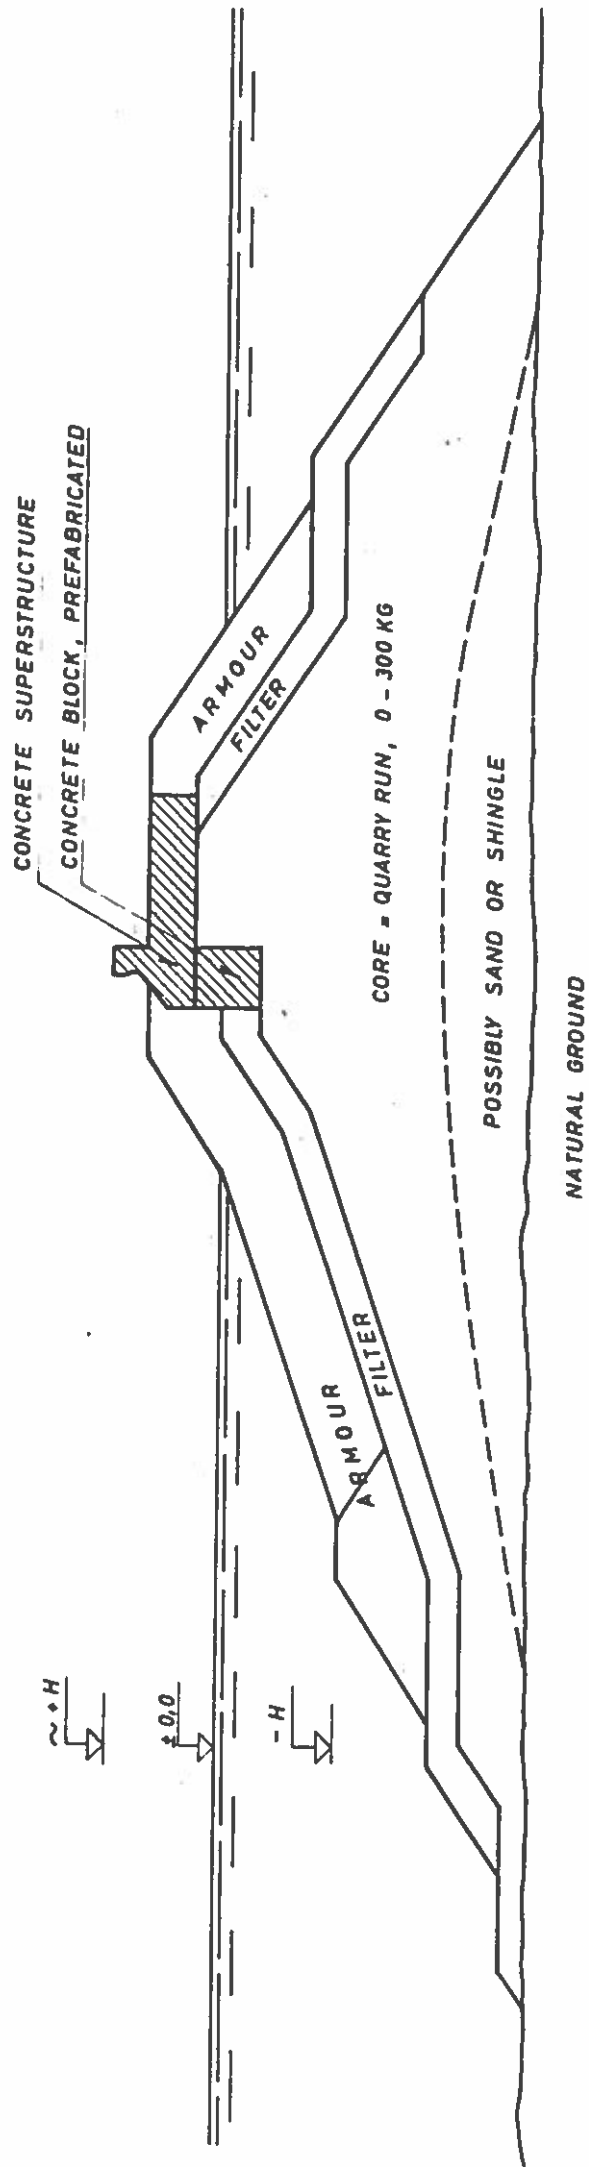 CONCRETE SUPERSTRUCTURE
CONCRETE BLOCK, PREFABRICATED
~ +H
± 0,0
- H
ARMOUR
FILTER
ARMOUR
FILTER
CORE = QUARRY RUN, 0 - 300 KG
POSSIBLY SAND OR SHINGLE
NATURAL GROUND